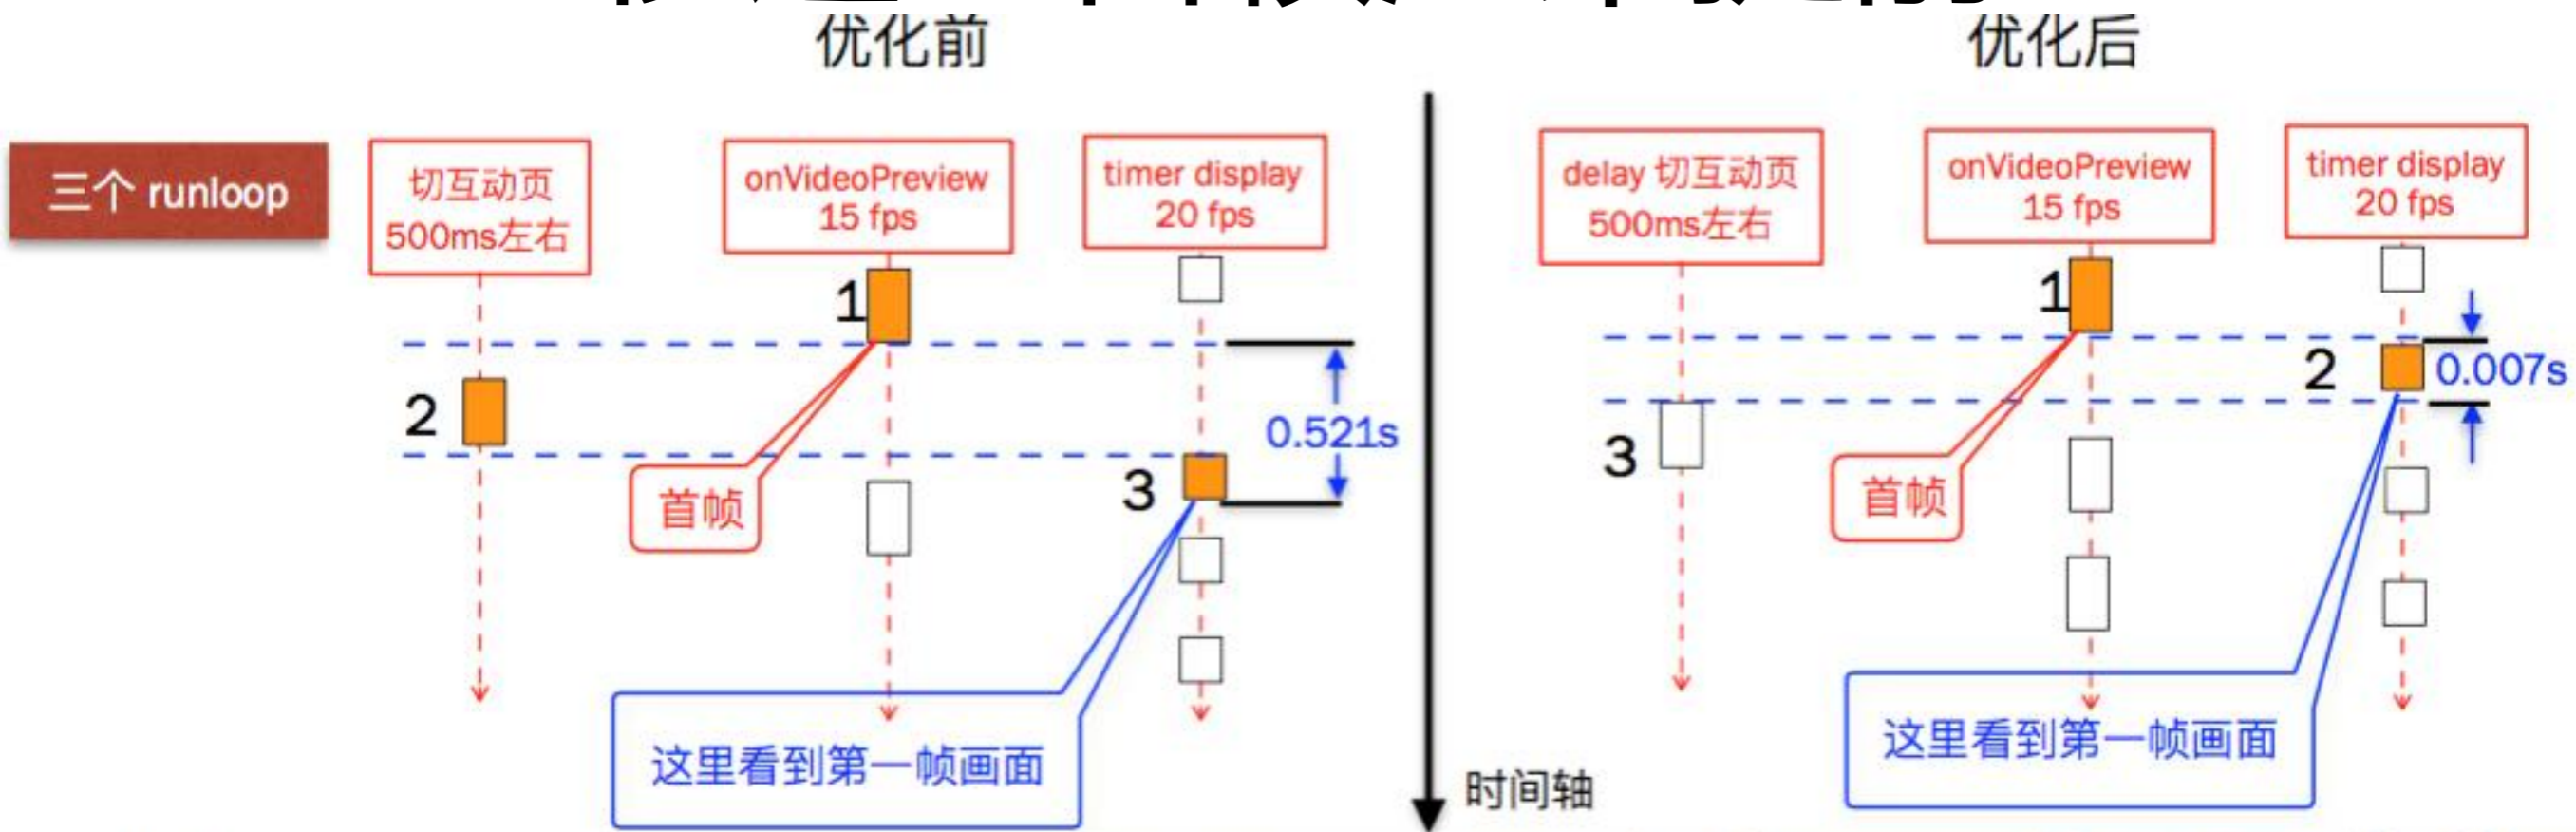 优化前
三个 runloop
切互动页
500ms左右
onVideoPreview
15 fps
timer display
20 fps
1
2
0.521s
3
首帧
这里看到第一帧画面
时间轴
优化后
delay 切互动页
500ms左右
onVideoPreview
15 fps
timer display
20 fps
1
2
0.007s
3
首帧
这里看到第一帧画面